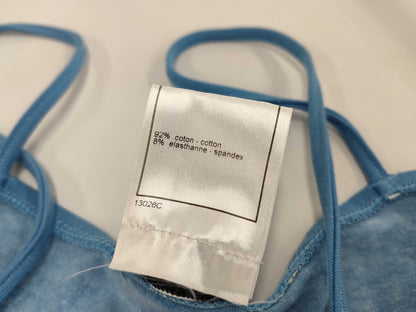 92% coton - cotton
8% elasthanne - spandex
13026C